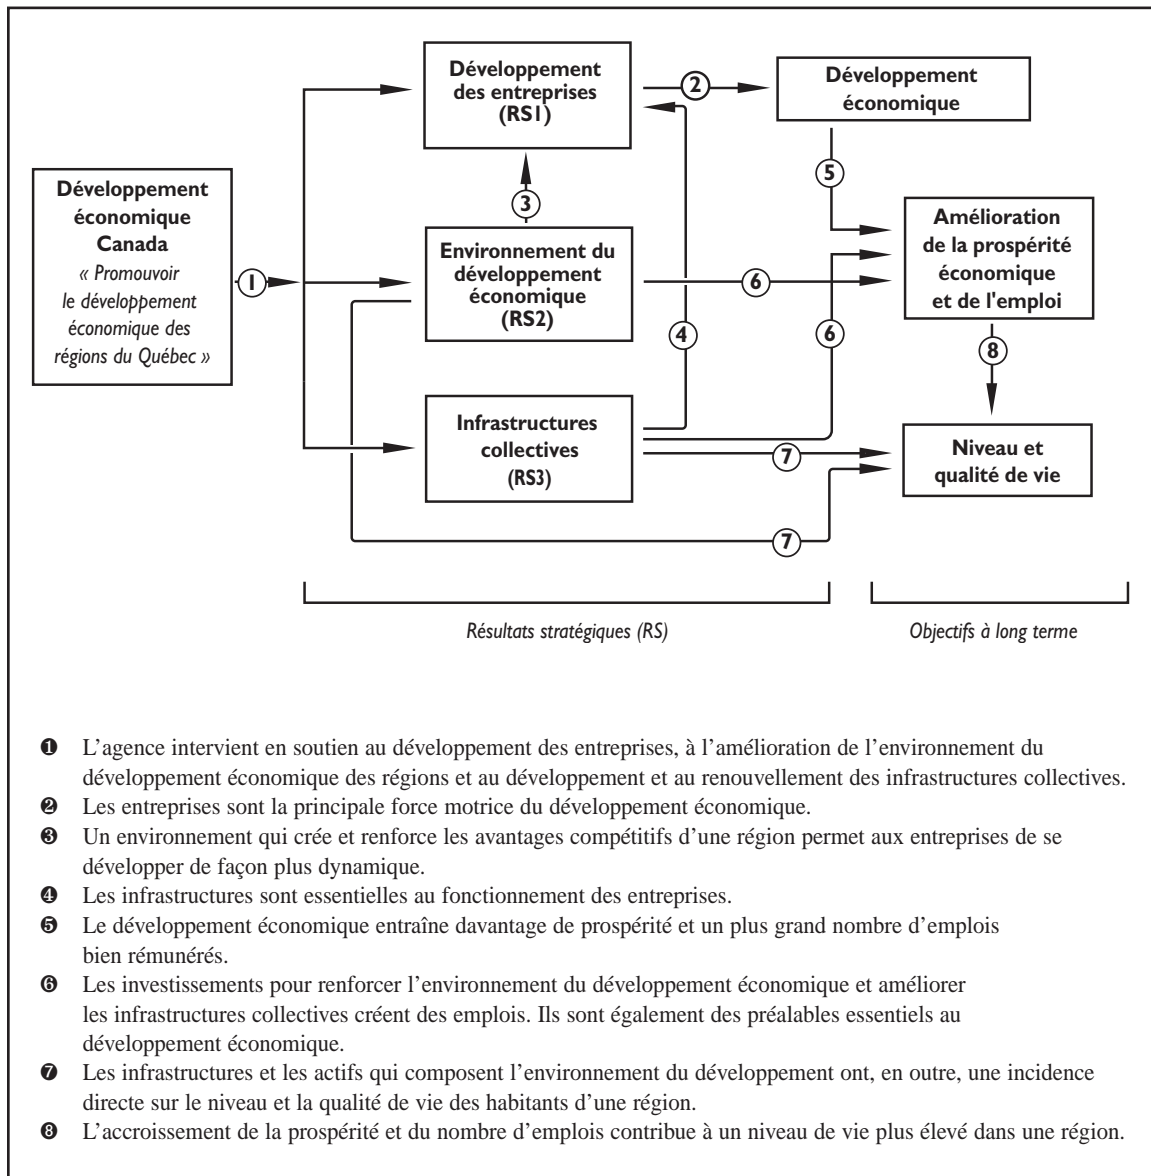 Développement
des entreprises
(RS1)
2
Développement
économique
5
Développement
économique
Canada
« Promouvoir
le développement
économique des
régions du Québec »
1
3
Environnement du
développement
économique
(RS2)
6
4
6
Amélioration
de la prospérité
économique
et de l'emploi
8
Infrastructures
collectives
(RS3)
7
Niveau et
qualité de vie
7
Résultats stratégiques (RS)
Objectifs à long terme
❶ L’agence intervient en soutien au développement des entreprises, à l’amélioration de l’environnement du
développement économique des régions et au développement et au renouvellement des infrastructures collectives.
❷ Les entreprises sont la principale force motrice du développement économique.
❸ Un environnement qui crée et renforce les avantages compétitifs d’une région permet aux entreprises de se
développer de façon plus dynamique.
❹ Les infrastructures sont essentielles au fonctionnement des entreprises.
❺ Le développement économique entraîne davantage de prospérité et un plus grand nombre d’emplois
bien rémunérés.
❻ Les investissements pour renforcer l’environnement du développement économique et améliorer
les infrastructures collectives créent des emplois. Ils sont également des préalables essentiels au
développement économique.
❼ Les infrastructures et les actifs qui composent l’environnement du développement ont, en outre, une incidence
directe sur le niveau et la qualité de vie des habitants d’une région.
❽ L’accroissement de la prospérité et du nombre d’emplois contribue à un niveau de vie plus élevé dans une région.